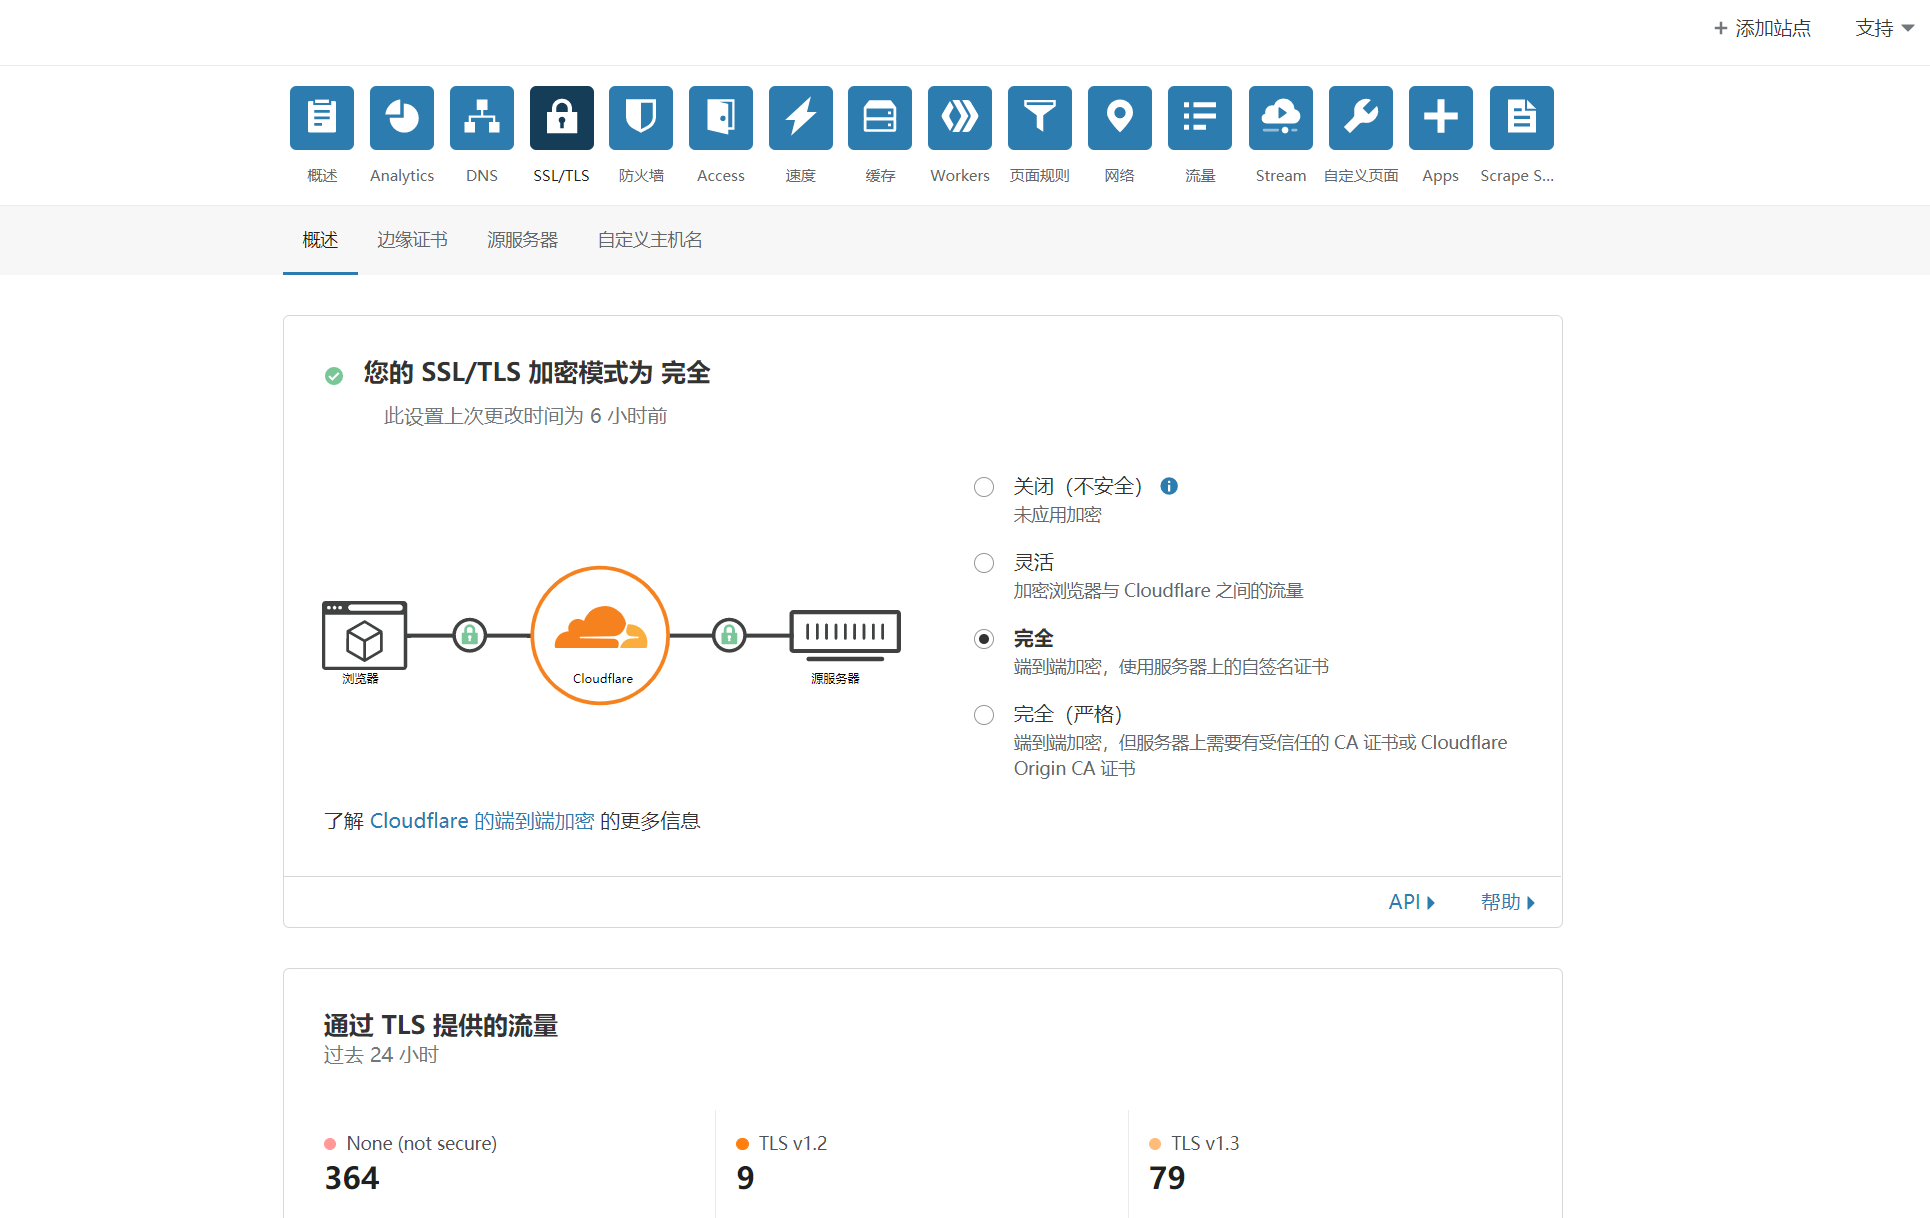 + 添加站点 支持
概述 Analytics DNS SSL/TLS 防火墙 Access 速度 缓存 Workers 页面规则 网络 流量 Stream 自定义页面 Apps Scrape S...
概述 边缘证书 源服务器 自定义主机名
您的 SSL/TLS 加密模式为 完全
此设置上次更改时间为 6 小时前
关闭（不安全）
未应用加密
灵活
加密浏览器与 Cloudflare 之间的流量
完全
端到端加密，使用服务器上的自签名证书
完全（严格）
端到端加密，但服务器上需要有受信任的 CA 证书或 Cloudflare
Origin CA 证书
浏览器 Cloudflare 源服务器
了解 Cloudflare 的端到端加密 的更多信息
API 帮助
通过 TLS 提供的流量
过去 24 小时
None (not secure) TLS v1.2 TLS v1.3
364 9 79